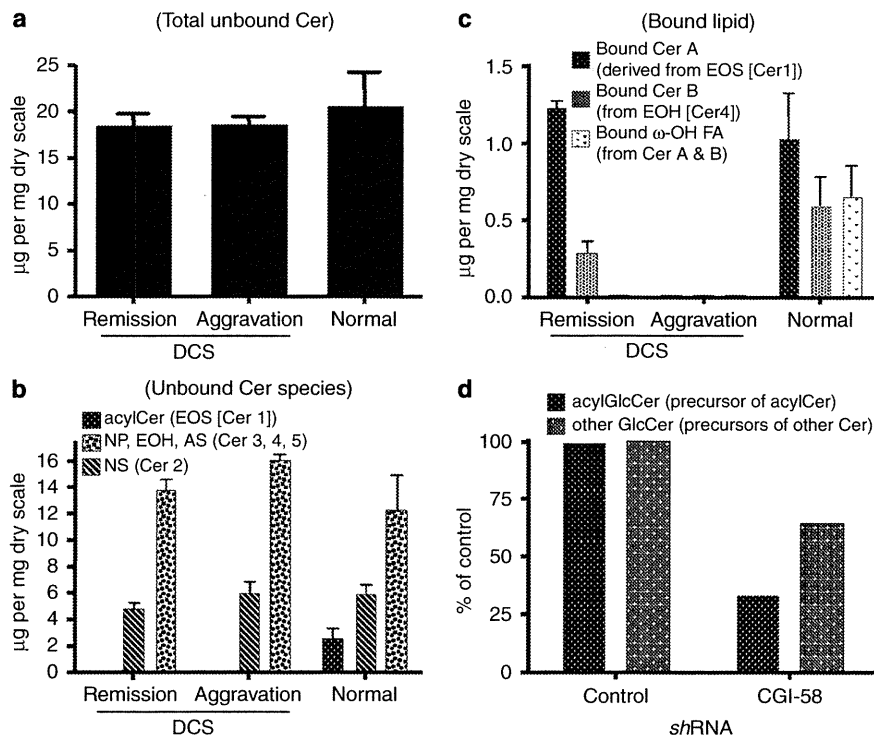 a
(Total unbound Cer)
µg per mg dry scale
25
20
15
10
5
0
Remission
Aggravation
Normal
DCS
b
(Unbound Cer species)
acylCer (EOS [Cer 1])
NP, EOH, AS (Cer 3, 4, 5)
NS (Cer 2)
µg per mg dry scale
16
14
12
10
8
6
4
2
0
Remission
Aggravation
Normal
DCS
c
(Bound lipid)
Bound Cer A
(derived from EOS [Cer1])
Bound Cer B
(from EOH [Cer4])
Bound ω-OH FA
(from Cer A & B)
µg per mg dry scale
1.5
1.0
0.5
0.0
Remission
Aggravation
Normal
DCS
d
acylGlcCer (precursor of acylCer)
other GlcCer (precursors of other Cer)
% of control
100
75
50
25
0
Control
CGI-58
shRNA